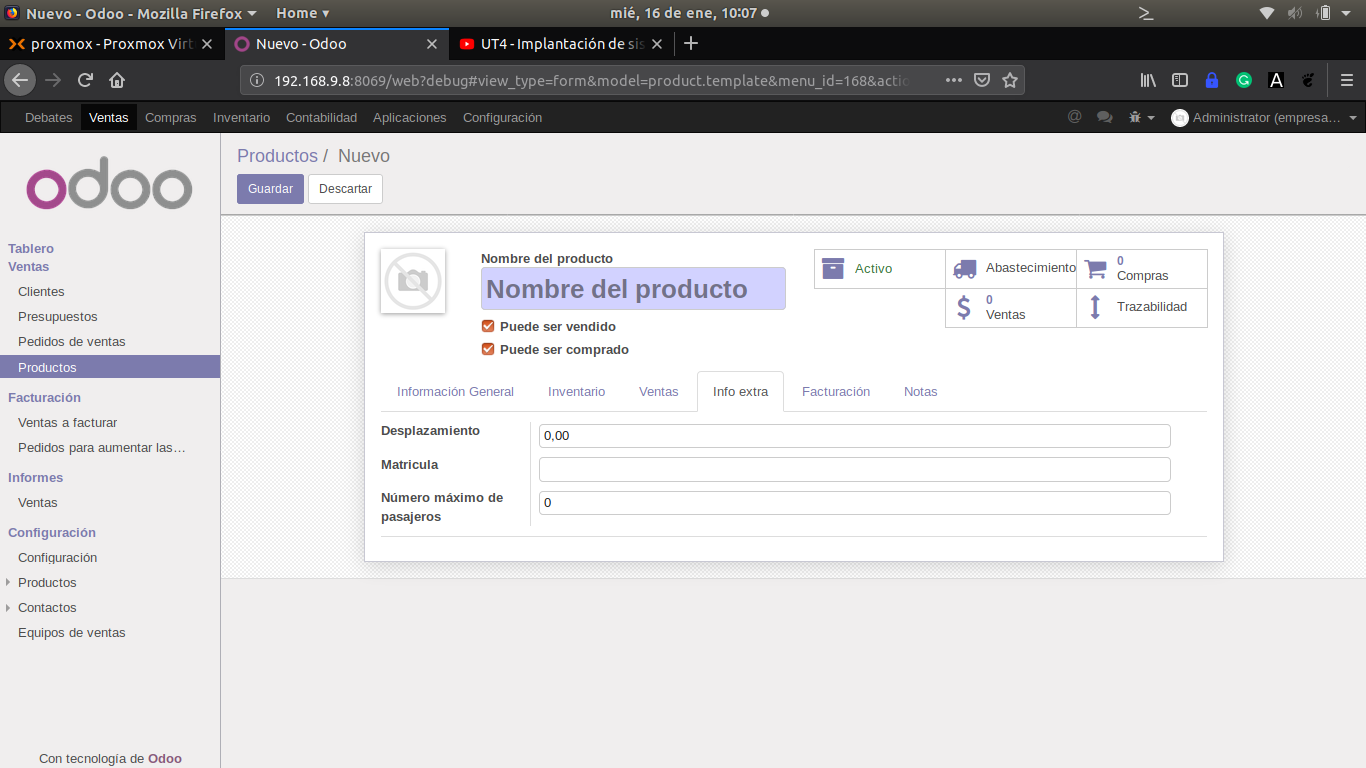 Nuevo - Odoo - Mozilla Firefox Home ▾ mié, 16 de ene, 10:07
proxmox - Proxmox Virt
Nuevo - Odoo
UT4 - Implantación de sis
192.168.9.8:8069/web?debug#view_type=form&model=product.template&menu_id=168&actio
Debates Ventas Compras Inventario Contabilidad Aplicaciones Configuración @ Administrator (empresa…
odoo
Productos / Nuevo
Guardar Descartar
Tablero
Ventas
Clientes
Presupuestos
Pedidos de ventas
Productos
Facturación
Ventas a facturar
Pedidos para aumentar las…
Informes
Ventas
Configuración
Configuración
Productos
Contactos
Equipos de ventas
Con tecnología de Odoo
Nombre del producto
Nombre del producto
Puede ser vendido
Puede ser comprado
Activo
Abastecimiento
0
Compras
0
Ventas
Trazabilidad
Información General Inventario Ventas Info extra Facturación Notas
Desplazamiento 0,00
Matricula
Número máximo de 0
pasajeros